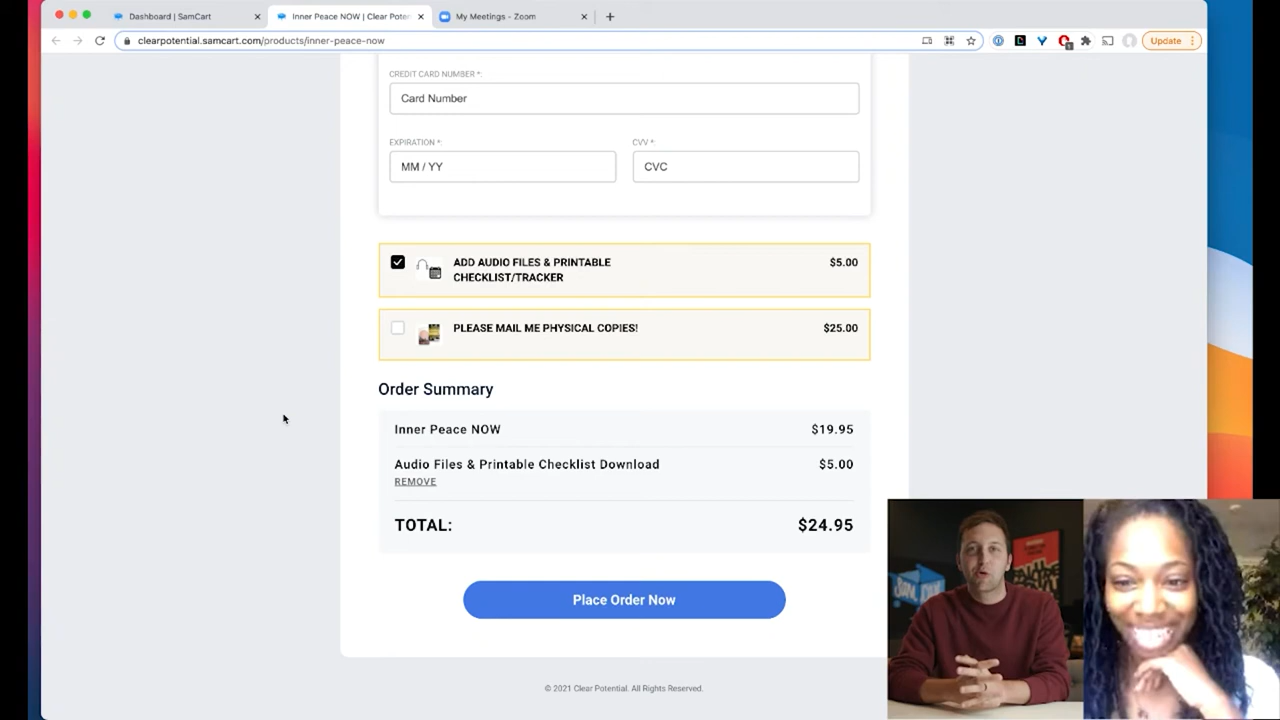 Dashboard | SamCart
Inner Peace NOW | Clear Poten
My Meetings - Zoom
clearpotential.samcart.com/products/inner-peace-now
Update
CREDIT CARD NUMBER *:
Card Number
EXPIRATION *:
CVV *:
MM / YY
CVC
ADD AUDIO FILES & PRINTABLE
CHECKLIST/TRACKER
$5.00
PLEASE MAIL ME PHYSICAL COPIES!
$25.00
Order Summary
Inner Peace NOW
$19.95
Audio Files & Printable Checklist Download
$5.00
REMOVE
TOTAL:
$24.95
Place Order Now
© 2021 Clear Potential. All Rights Reserved.